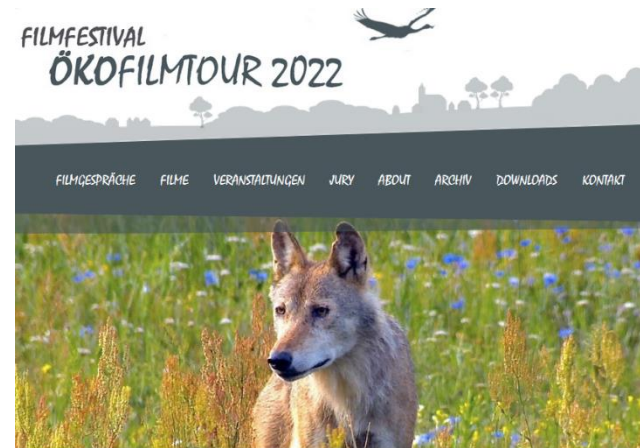 FILMFESTIVAL
ÖKOFILMTOUR 2022
FILMGESPRÄCHE FILME VERANSTALTUNGEN JURY ABOUT ARCHIV DOWNLOADS KONTAKT